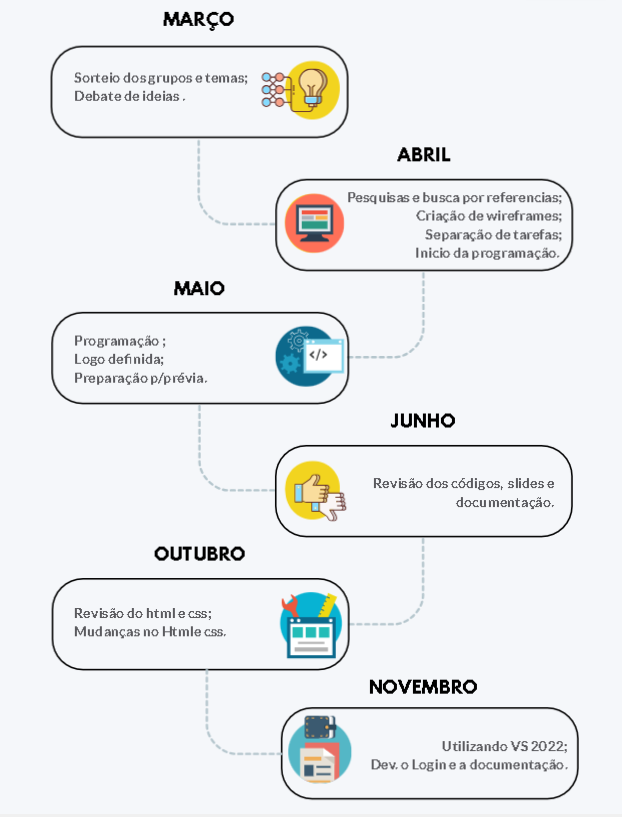 MARÇO
Sorteio dos grupos e temas;
Debate de ideias .
ABRIL
Pesquisas e busca por referencias;
Criação de wireframes;
Separação de tarefas;
Inicio da programação.
MAIO
Programação ;
Logo definida;
Preparação p/prévia.
</>
JUNHO
Revisão dos códigos, slides e
documentação.
OUTUBRO
Revisão do html e css;
Mudanças no Html e css.
NOVEMBRO
Utilizando VS 2022;
Dev. o Login e a documentação.